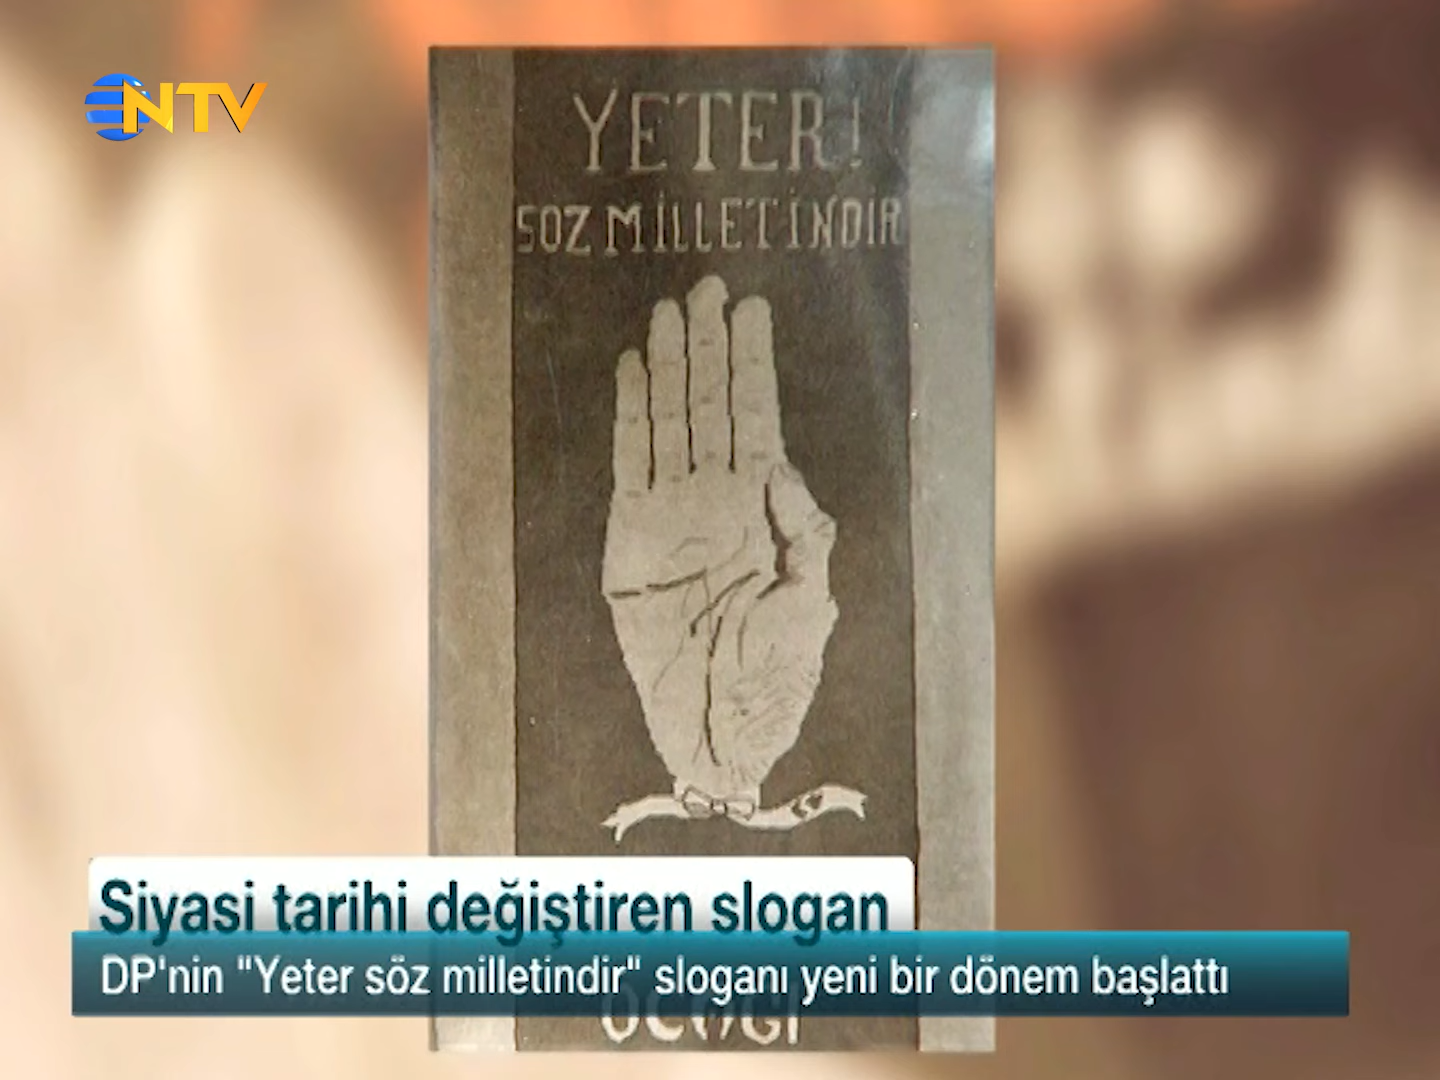 NTV
YETER!
SÖZ MİLLETİNDİR
Siyasi tarihi değiştiren slogan
DP'nin "Yeter söz milletindir" sloganı yeni bir dönem başlattı
OCAĞI